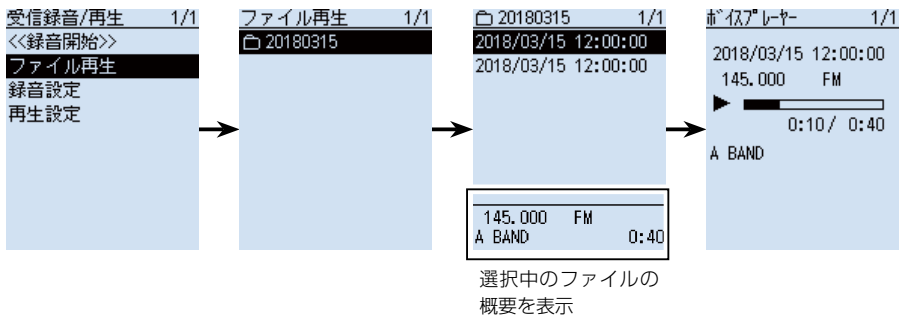 受信録音/再生 1/1
<<録音開始>>
ファイル再生
録音設定
再生設定
ファイル再生 1/1
20180315
20180315 1/1
2018/03/15 12:00:00
2018/03/15 12:00:00
145.000 FM
A BAND 0:40
選択中のファイルの
概要を表示
ﾎﾞｲｽﾌﾟﾚｰﾔｰ 1/1
2018/03/15 12:00:00
145.000 FM
0:10/ 0:40
A BAND